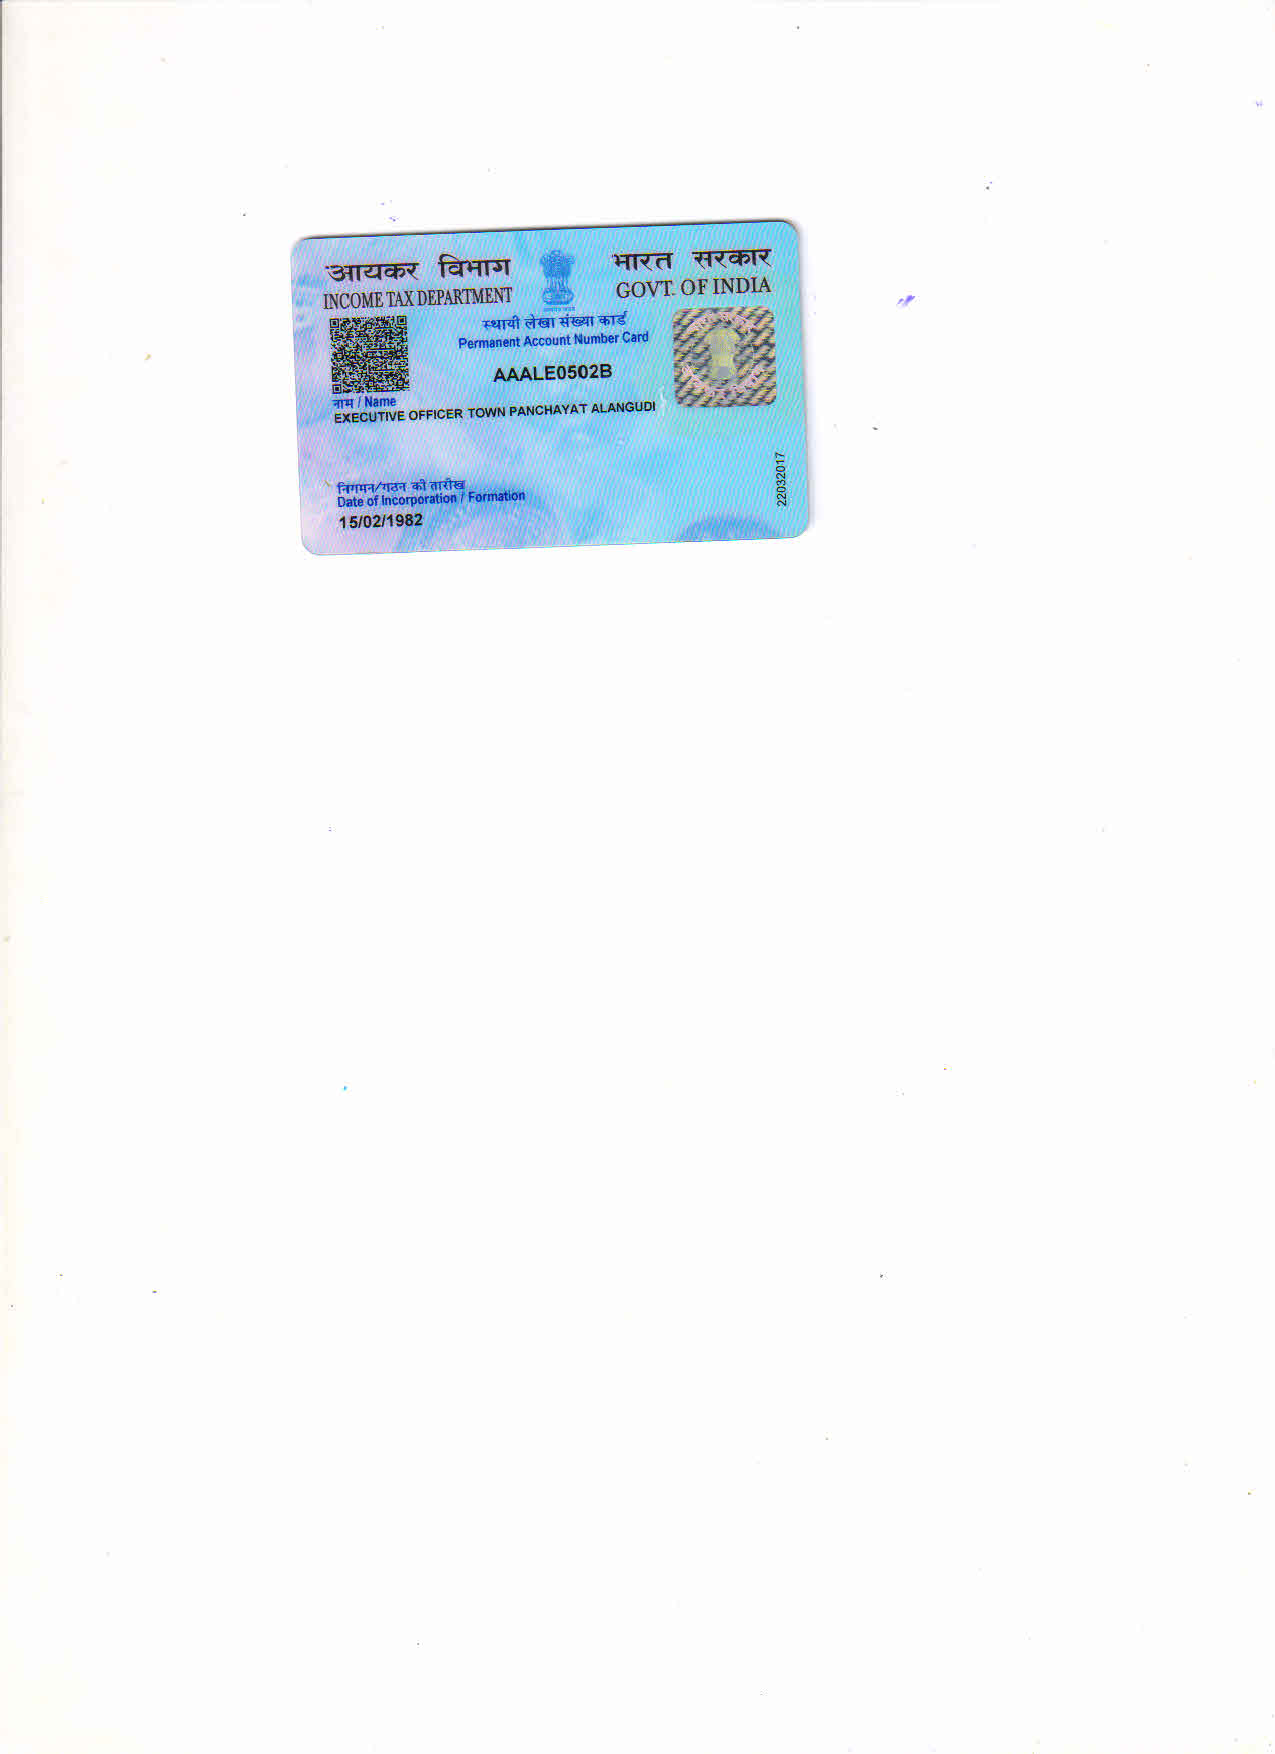 आयकर विभाग
INCOME TAX DEPARTMENT
भारत सरकार
GOVT. OF INDIA
स्थायी लेखा संख्या कार्ड
Permanent Account Number Card
AAALE0502B
नाम / Name
EXECUTIVE OFFICER TOWN PANCHAYAT ALANGUDI
निगमन/गठन की तारीख
Date of Incorporation / Formation
15/02/1982
22032017